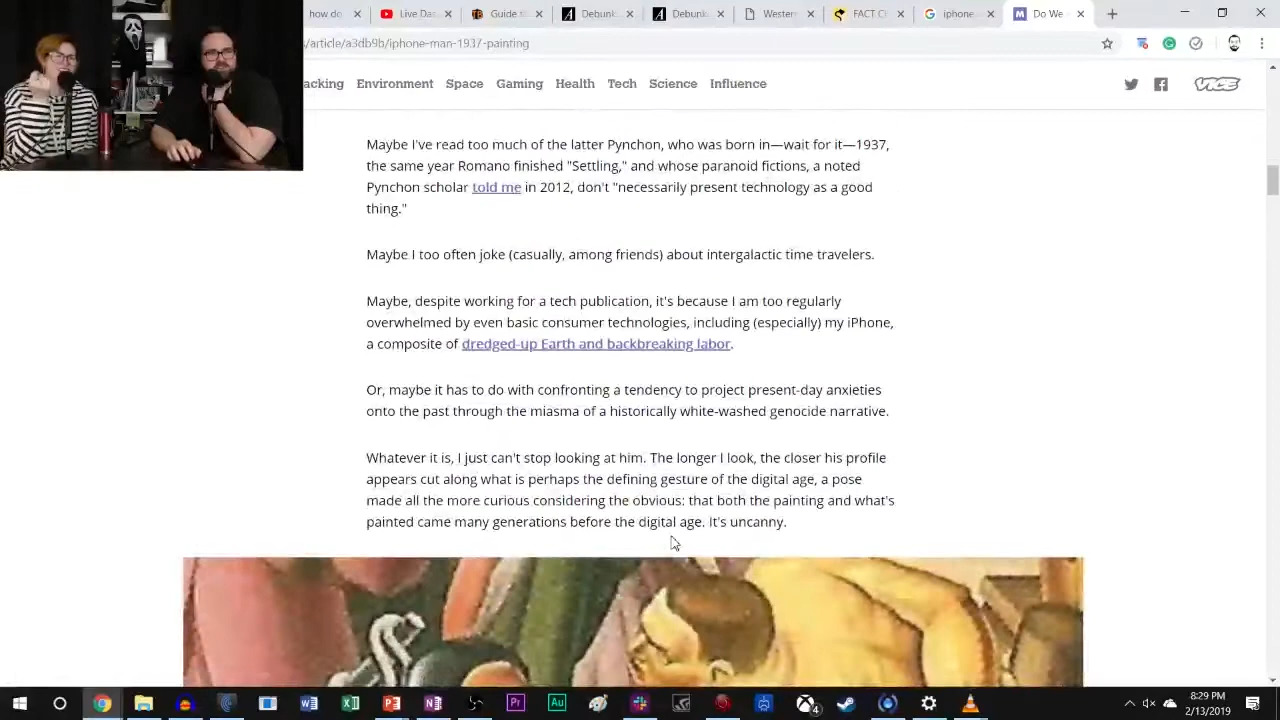 how do
Live Da
Guide t
Debunk
Debunk
Wester
FACT C
iphone
Do We
/article/a3db9b/iphone-man-1937-painting
acking Environment Space Gaming Health Tech Science Influence
VICE
Maybe I've read too much of the latter Pynchon, who was born in—wait for it—1937,
the same year Romano finished "Settling," and whose paranoid fictions, a noted
Pynchon scholar told me in 2012, don't "necessarily present technology as a good
thing."
Maybe I too often joke (casually, among friends) about intergalactic time travelers.
Maybe, despite working for a tech publication, it's because I am too regularly
overwhelmed by even basic consumer technologies, including (especially) my iPhone,
a composite of dredged-up Earth and backbreaking labor.
Or, maybe it has to do with confronting a tendency to project present-day anxieties
onto the past through the miasma of a historically white-washed genocide narrative.
Whatever it is, I just can't stop looking at him. The longer I look, the closer his profile
appears cut along what is perhaps the defining gesture of the digital age, a pose
made all the more curious considering the obvious: that both the painting and what's
painted came many generations before the digital age. It's uncanny.
Pr
Au
4
8:29 PM
2/13/2019